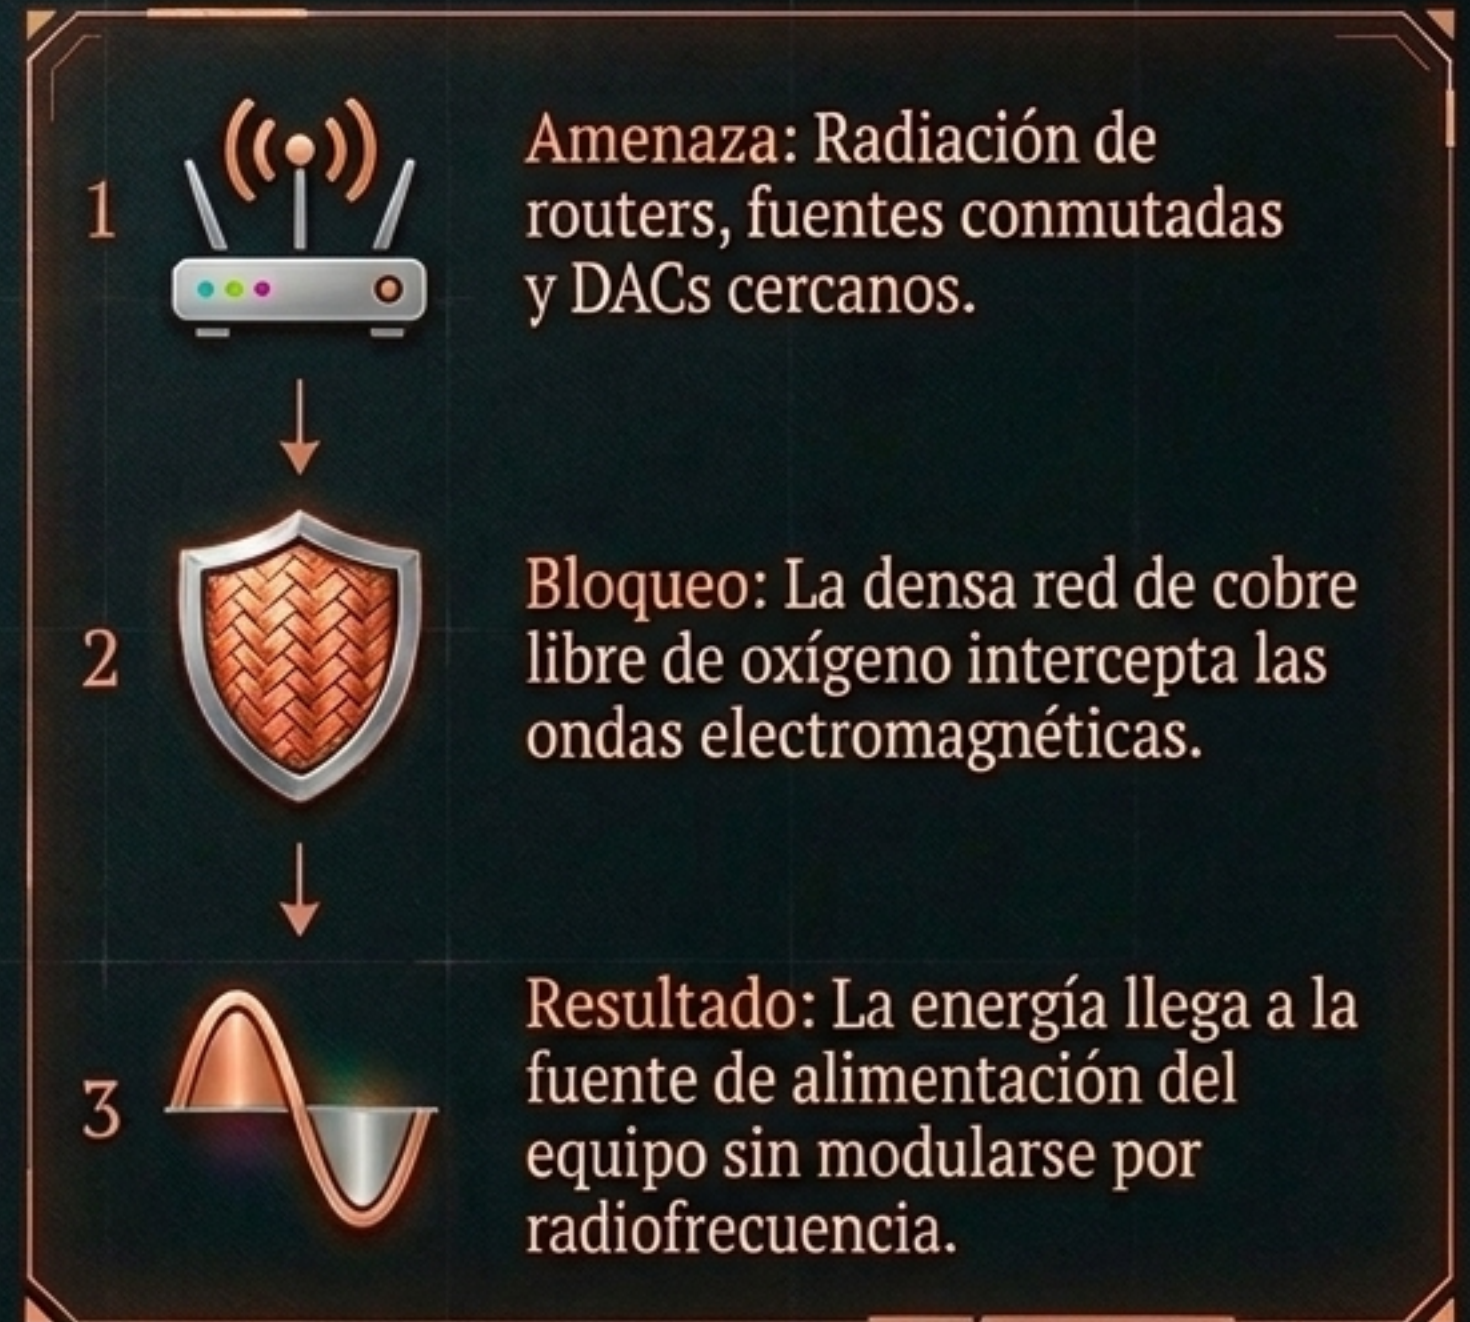 1
Amenaza: Radiación de
routers, fuentes conmutadas
y DACs cercanos.
2
Bloqueo: La densa red de cobre
libre de oxígeno intercepta las
ondas electromagnéticas.
3
Resultado: La energía llega a la
fuente de alimentación del
equipo sin modularse por
radiofrecuencia.